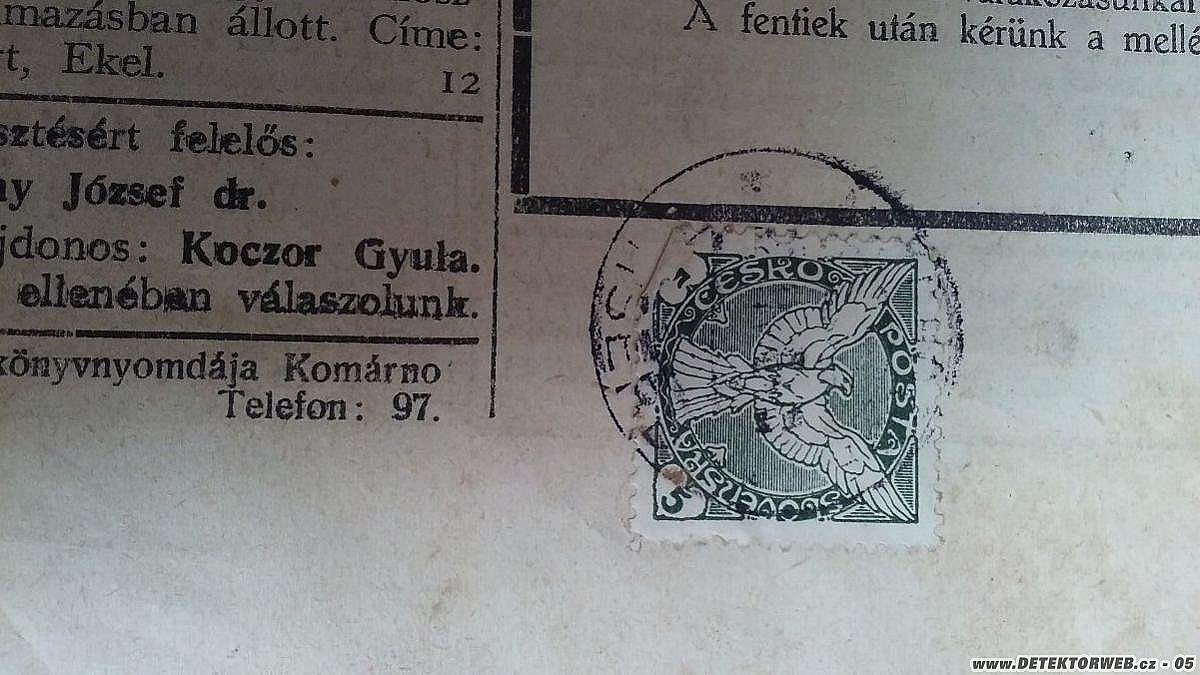 mazásban állott. Címe:
rt, Ekel.
12
sztésért felelős:
ny József dr.
jdonos: Koczor Gyula.
ellenében válaszolunk.
könyvnyomdája Komárno
Telefon: 97.
A fentiek után kérünk a mellé
ČESKO
SLOVENSKÁ
POŠTA
5
www.DETEKTORWEB.cz - 05